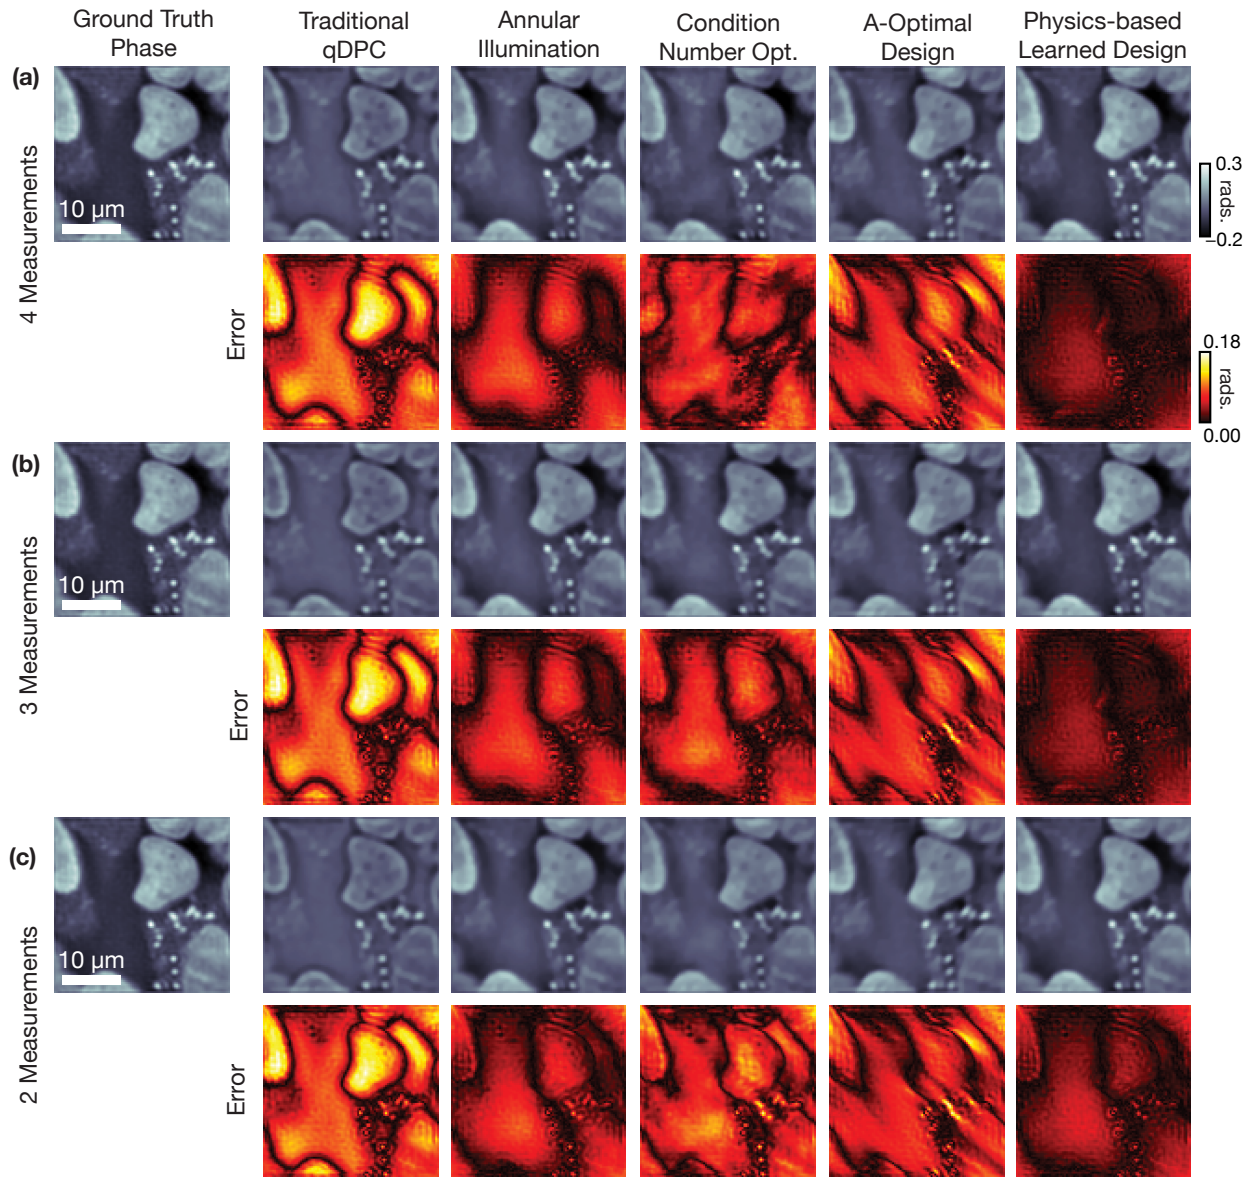 Ground Truth
Phase
Traditional
qDPC
Annular
Illumination
Condition
Number Opt.
A-Optimal
Design
Physics-based
Learned Design
(a)
4 Measurements
10 µm
0.3
rads.
−0.2
Error
0.18
rads.
0.00
(b)
3 Measurements
10 µm
Error
(c)
2 Measurements
10 µm
Error